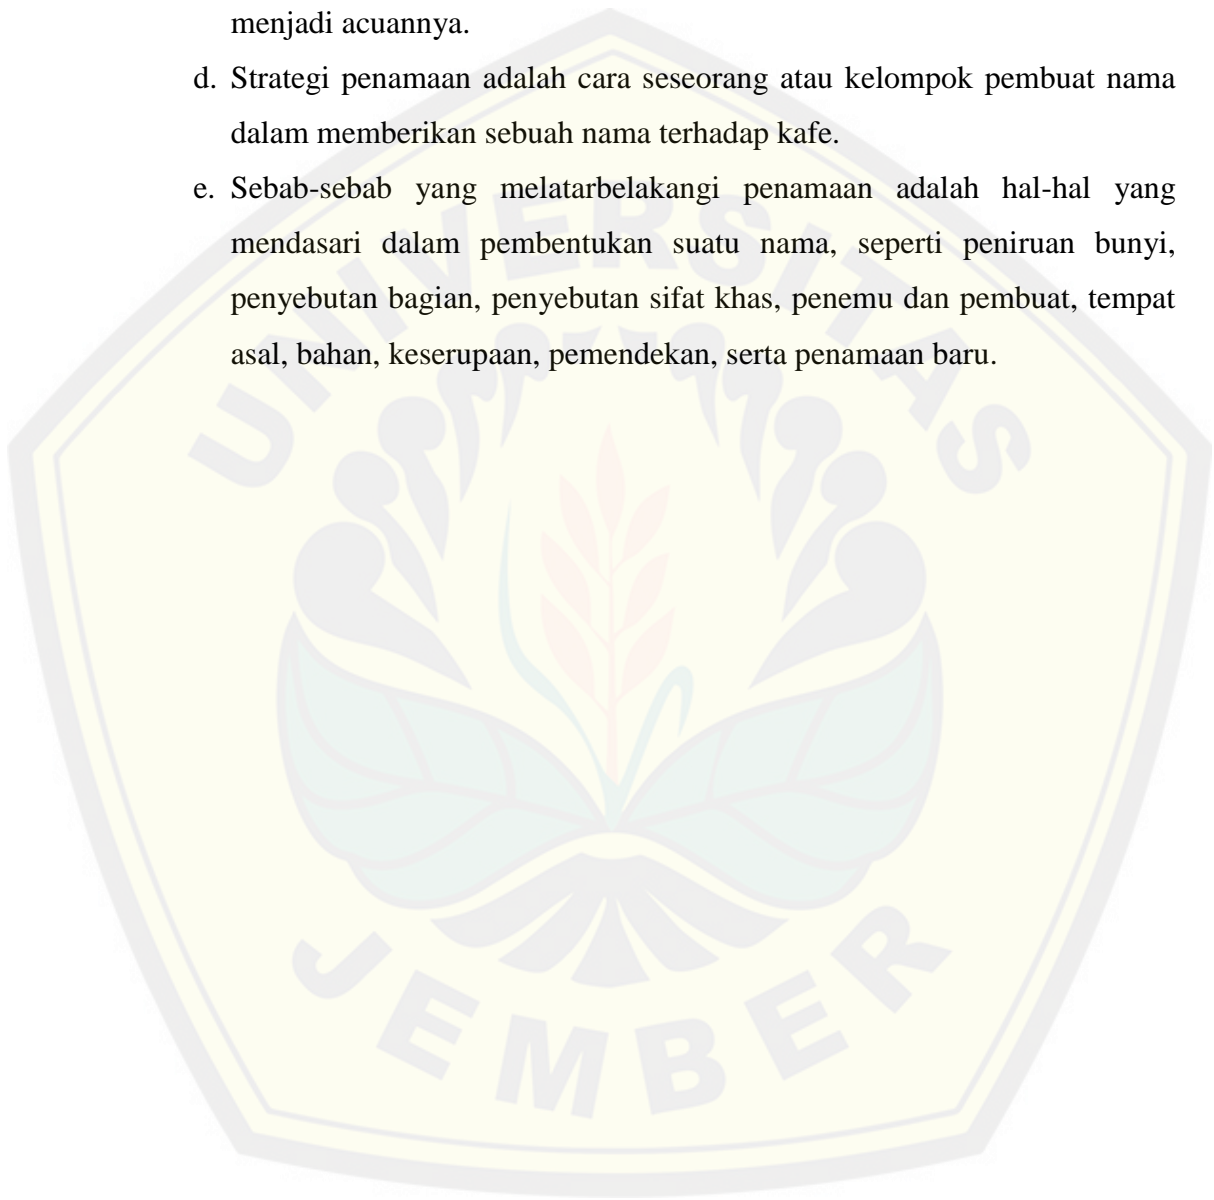 menjadi acuannya.
d. Strategi penamaan adalah cara seseorang atau kelompok pembuat nama
dalam memberikan sebuah nama terhadap kafe.
e. Sebab-sebab yang melatarbelakangi penamaan adalah hal-hal yang
mendasari dalam pembentukan suatu nama, seperti peniruan bunyi,
penyebutan bagian, penyebutan sifat khas, penemu dan pembuat, tempat
asal, bahan, keserupaan, pemendekan, serta penamaan baru.
UNIVERSITAS
JEMBER